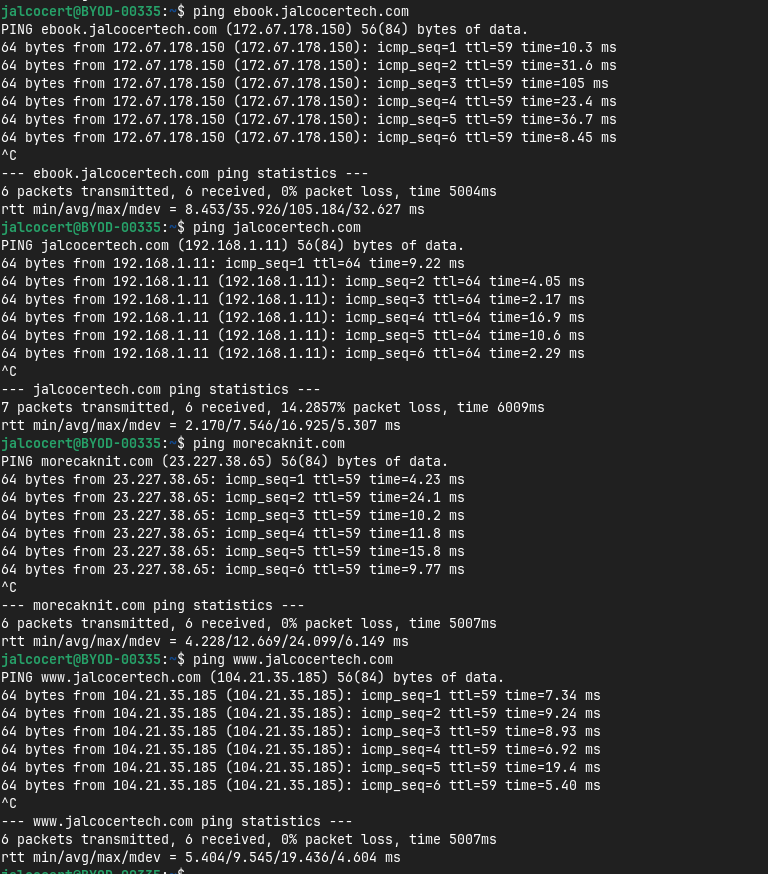 jalcocert@BYOD-00335:~$ ping ebook.jalcocertech.com
PING ebook.jalcocertech.com (172.67.178.150) 56(84) bytes of data.
64 bytes from 172.67.178.150 (172.67.178.150): icmp_seq=1 ttl=59 time=10.3 ms
64 bytes from 172.67.178.150 (172.67.178.150): icmp_seq=2 ttl=59 time=31.6 ms
64 bytes from 172.67.178.150 (172.67.178.150): icmp_seq=3 ttl=59 time=105 ms
64 bytes from 172.67.178.150 (172.67.178.150): icmp_seq=4 ttl=59 time=23.4 ms
64 bytes from 172.67.178.150 (172.67.178.150): icmp_seq=5 ttl=59 time=36.7 ms
64 bytes from 172.67.178.150 (172.67.178.150): icmp_seq=6 ttl=59 time=8.45 ms
^C
--- ebook.jalcocertech.com ping statistics ---
6 packets transmitted, 6 received, 0% packet loss, time 5004ms
rtt min/avg/max/mdev = 8.453/35.926/105.184/32.627 ms
jalcocert@BYOD-00335:~$ ping jalcocertech.com
PING jalcocertech.com (192.168.1.11) 56(84) bytes of data.
64 bytes from 192.168.1.11: icmp_seq=1 ttl=64 time=9.22 ms
64 bytes from 192.168.1.11 (192.168.1.11): icmp_seq=2 ttl=64 time=4.05 ms
64 bytes from 192.168.1.11 (192.168.1.11): icmp_seq=3 ttl=64 time=2.17 ms
64 bytes from 192.168.1.11 (192.168.1.11): icmp_seq=4 ttl=64 time=16.9 ms
64 bytes from 192.168.1.11 (192.168.1.11): icmp_seq=5 ttl=64 time=10.6 ms
64 bytes from 192.168.1.11 (192.168.1.11): icmp_seq=6 ttl=64 time=2.29 ms
^C
--- jalcocertech.com ping statistics ---
7 packets transmitted, 6 received, 14.2857% packet loss, time 6009ms
rtt min/avg/max/mdev = 2.170/7.546/16.925/5.307 ms
jalcocert@BYOD-00335:~$ ping morecaknit.com
PING morecaknit.com (23.227.38.65) 56(84) bytes of data.
64 bytes from 23.227.38.65: icmp_seq=1 ttl=59 time=4.23 ms
64 bytes from 23.227.38.65: icmp_seq=2 ttl=59 time=24.1 ms
64 bytes from 23.227.38.65: icmp_seq=3 ttl=59 time=10.2 ms
64 bytes from 23.227.38.65: icmp_seq=4 ttl=59 time=11.8 ms
64 bytes from 23.227.38.65: icmp_seq=5 ttl=59 time=15.8 ms
64 bytes from 23.227.38.65: icmp_seq=6 ttl=59 time=9.77 ms
^C
--- morecaknit.com ping statistics ---
6 packets transmitted, 6 received, 0% packet loss, time 5007ms
rtt min/avg/max/mdev = 4.228/12.669/24.099/6.149 ms
jalcocert@BYOD-00335:~$ ping www.jalcocertech.com
PING www.jalcocertech.com (104.21.35.185) 56(84) bytes of data.
64 bytes from 104.21.35.185 (104.21.35.185): icmp_seq=1 ttl=59 time=7.34 ms
64 bytes from 104.21.35.185 (104.21.35.185): icmp_seq=2 ttl=59 time=9.24 ms
64 bytes from 104.21.35.185 (104.21.35.185): icmp_seq=3 ttl=59 time=8.93 ms
64 bytes from 104.21.35.185 (104.21.35.185): icmp_seq=4 ttl=59 time=6.92 ms
64 bytes from 104.21.35.185 (104.21.35.185): icmp_seq=5 ttl=59 time=19.4 ms
64 bytes from 104.21.35.185 (104.21.35.185): icmp_seq=6 ttl=59 time=5.40 ms
^C
--- www.jalcocertech.com ping statistics ---
6 packets transmitted, 6 received, 0% packet loss, time 5007ms
rtt min/avg/max/mdev = 5.404/9.545/19.436/4.604 ms
jalcocert@BYOD-00335:~$